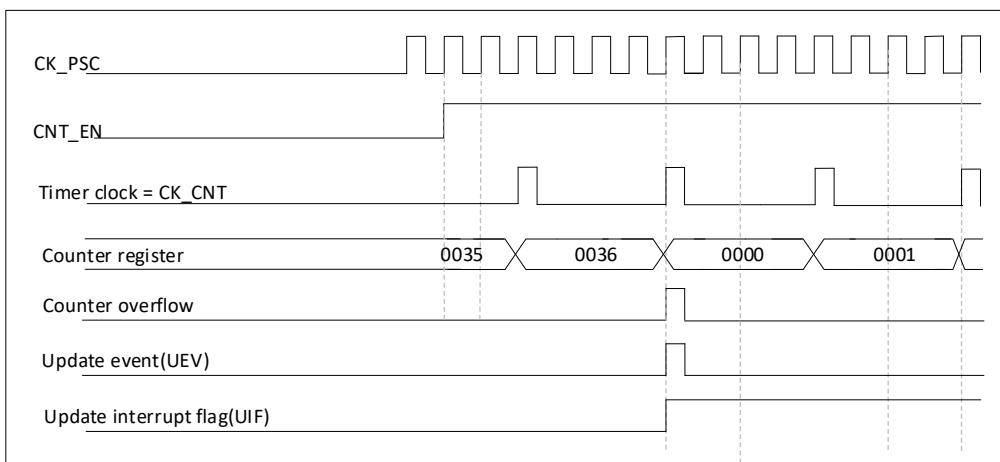 CK_PSC
CNT_EN
Timer clock = CK_CNT
Counter register 0035 0036 0000 0001
Counter overflow
Update event(UEV)
Update interrupt flag(UIF)